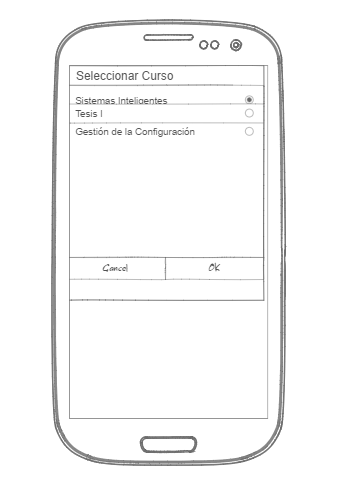 Seleccionar Curso
Sistemas Inteligentes
Tesis I
Gestión de la Configuración
Cancel
OK